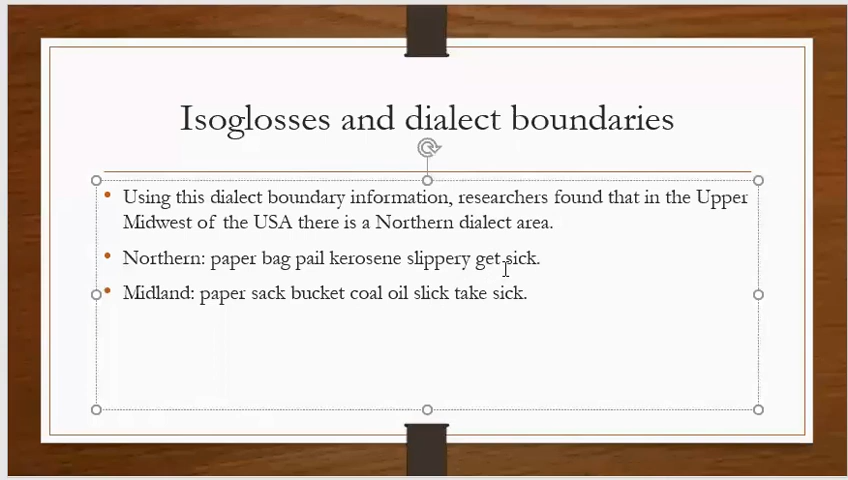 Isoglosses and dialect boundaries
• Using this dialect boundary information, researchers found that in the Upper
Midwest of the USA there is a Northern dialect area.
• Northern: paper bag pail kerosene slippery get sick.
• Midland: paper sack bucket coal oil slick take sick.